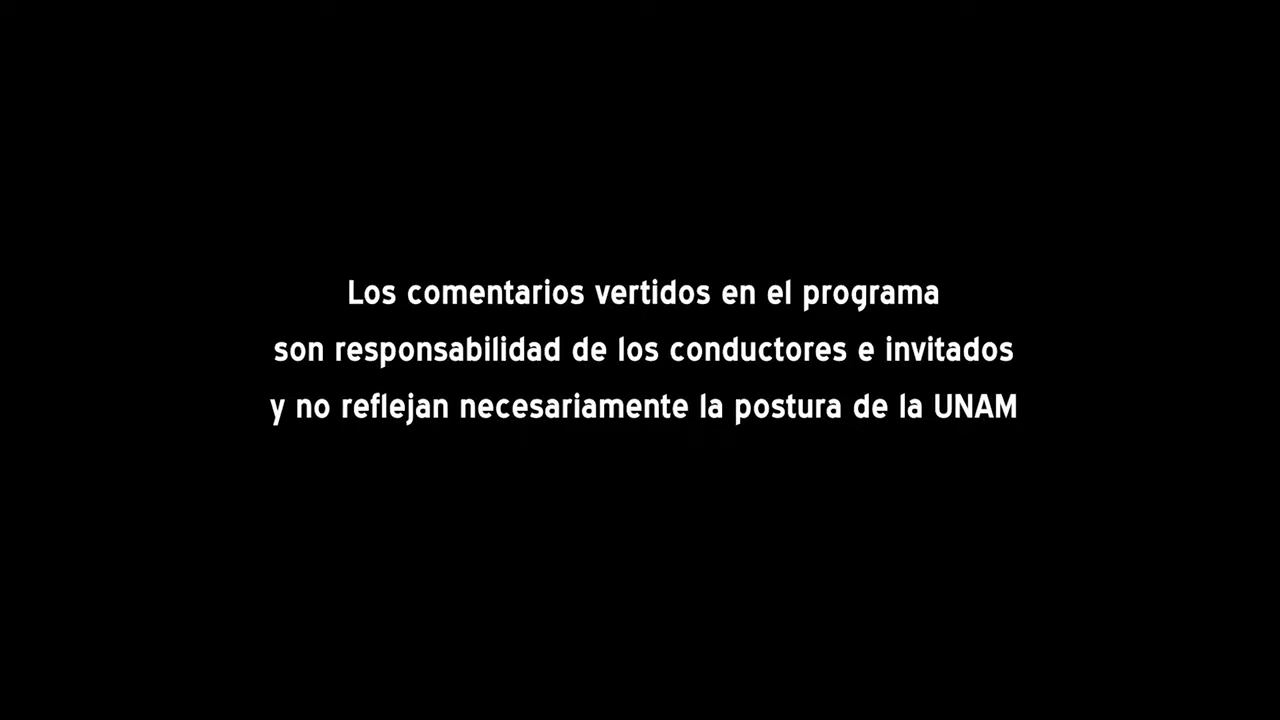 Los comentarios vertidos en el programa
son responsabilidad de los conductores e invitados
y no reflejan necesariamente la postura de la UNAM